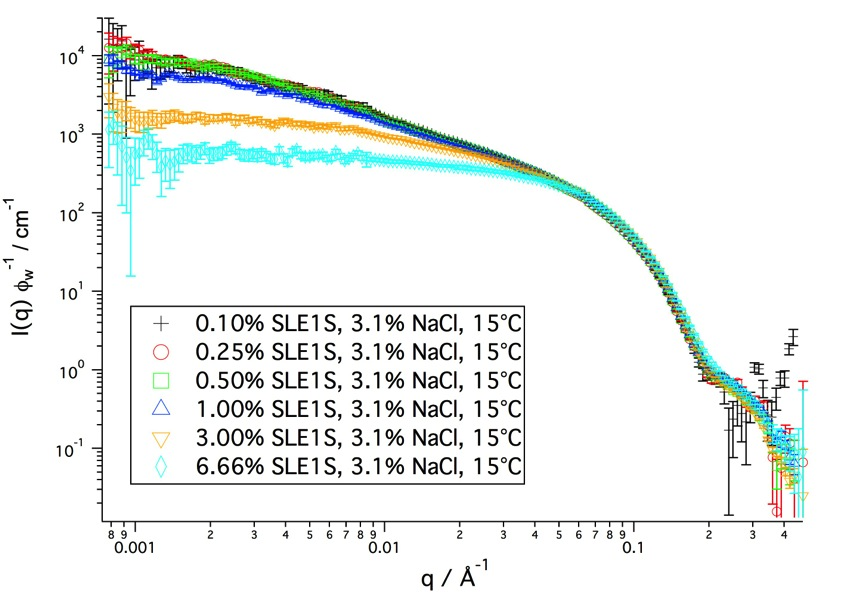 10^4
10^3
10^2
10^1
10^0
10^-1
I(q) ϕ_w^-1 / cm^-1
0.10% SLE1S, 3.1% NaCl, 15°C
0.25% SLE1S, 3.1% NaCl, 15°C
0.50% SLE1S, 3.1% NaCl, 15°C
1.00% SLE1S, 3.1% NaCl, 15°C
3.00% SLE1S, 3.1% NaCl, 15°C
6.66% SLE1S, 3.1% NaCl, 15°C
8 9 2 3 4 5 6 7 8 9 2 3 4 5 6 7 8 9 2 3 4
0.001 0.01 0.1
q / Å^-1